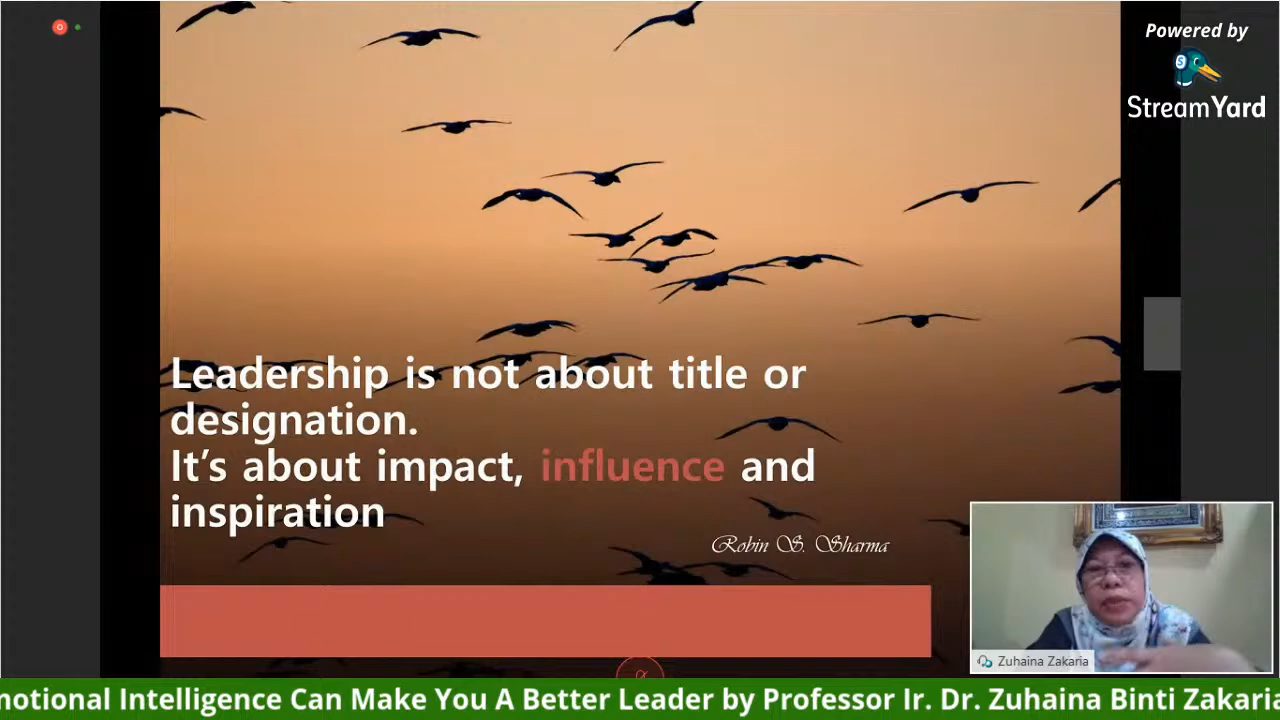 Powered by
StreamYard
Leadership is not about title or
designation.
It's about impact, influence and
inspiration
Robin S. Sharma
Zuhaina Zakaria
motional Intelligence Can Make You A Better Leader by Professor Ir. Dr. Zuhaina Binti Zakaria